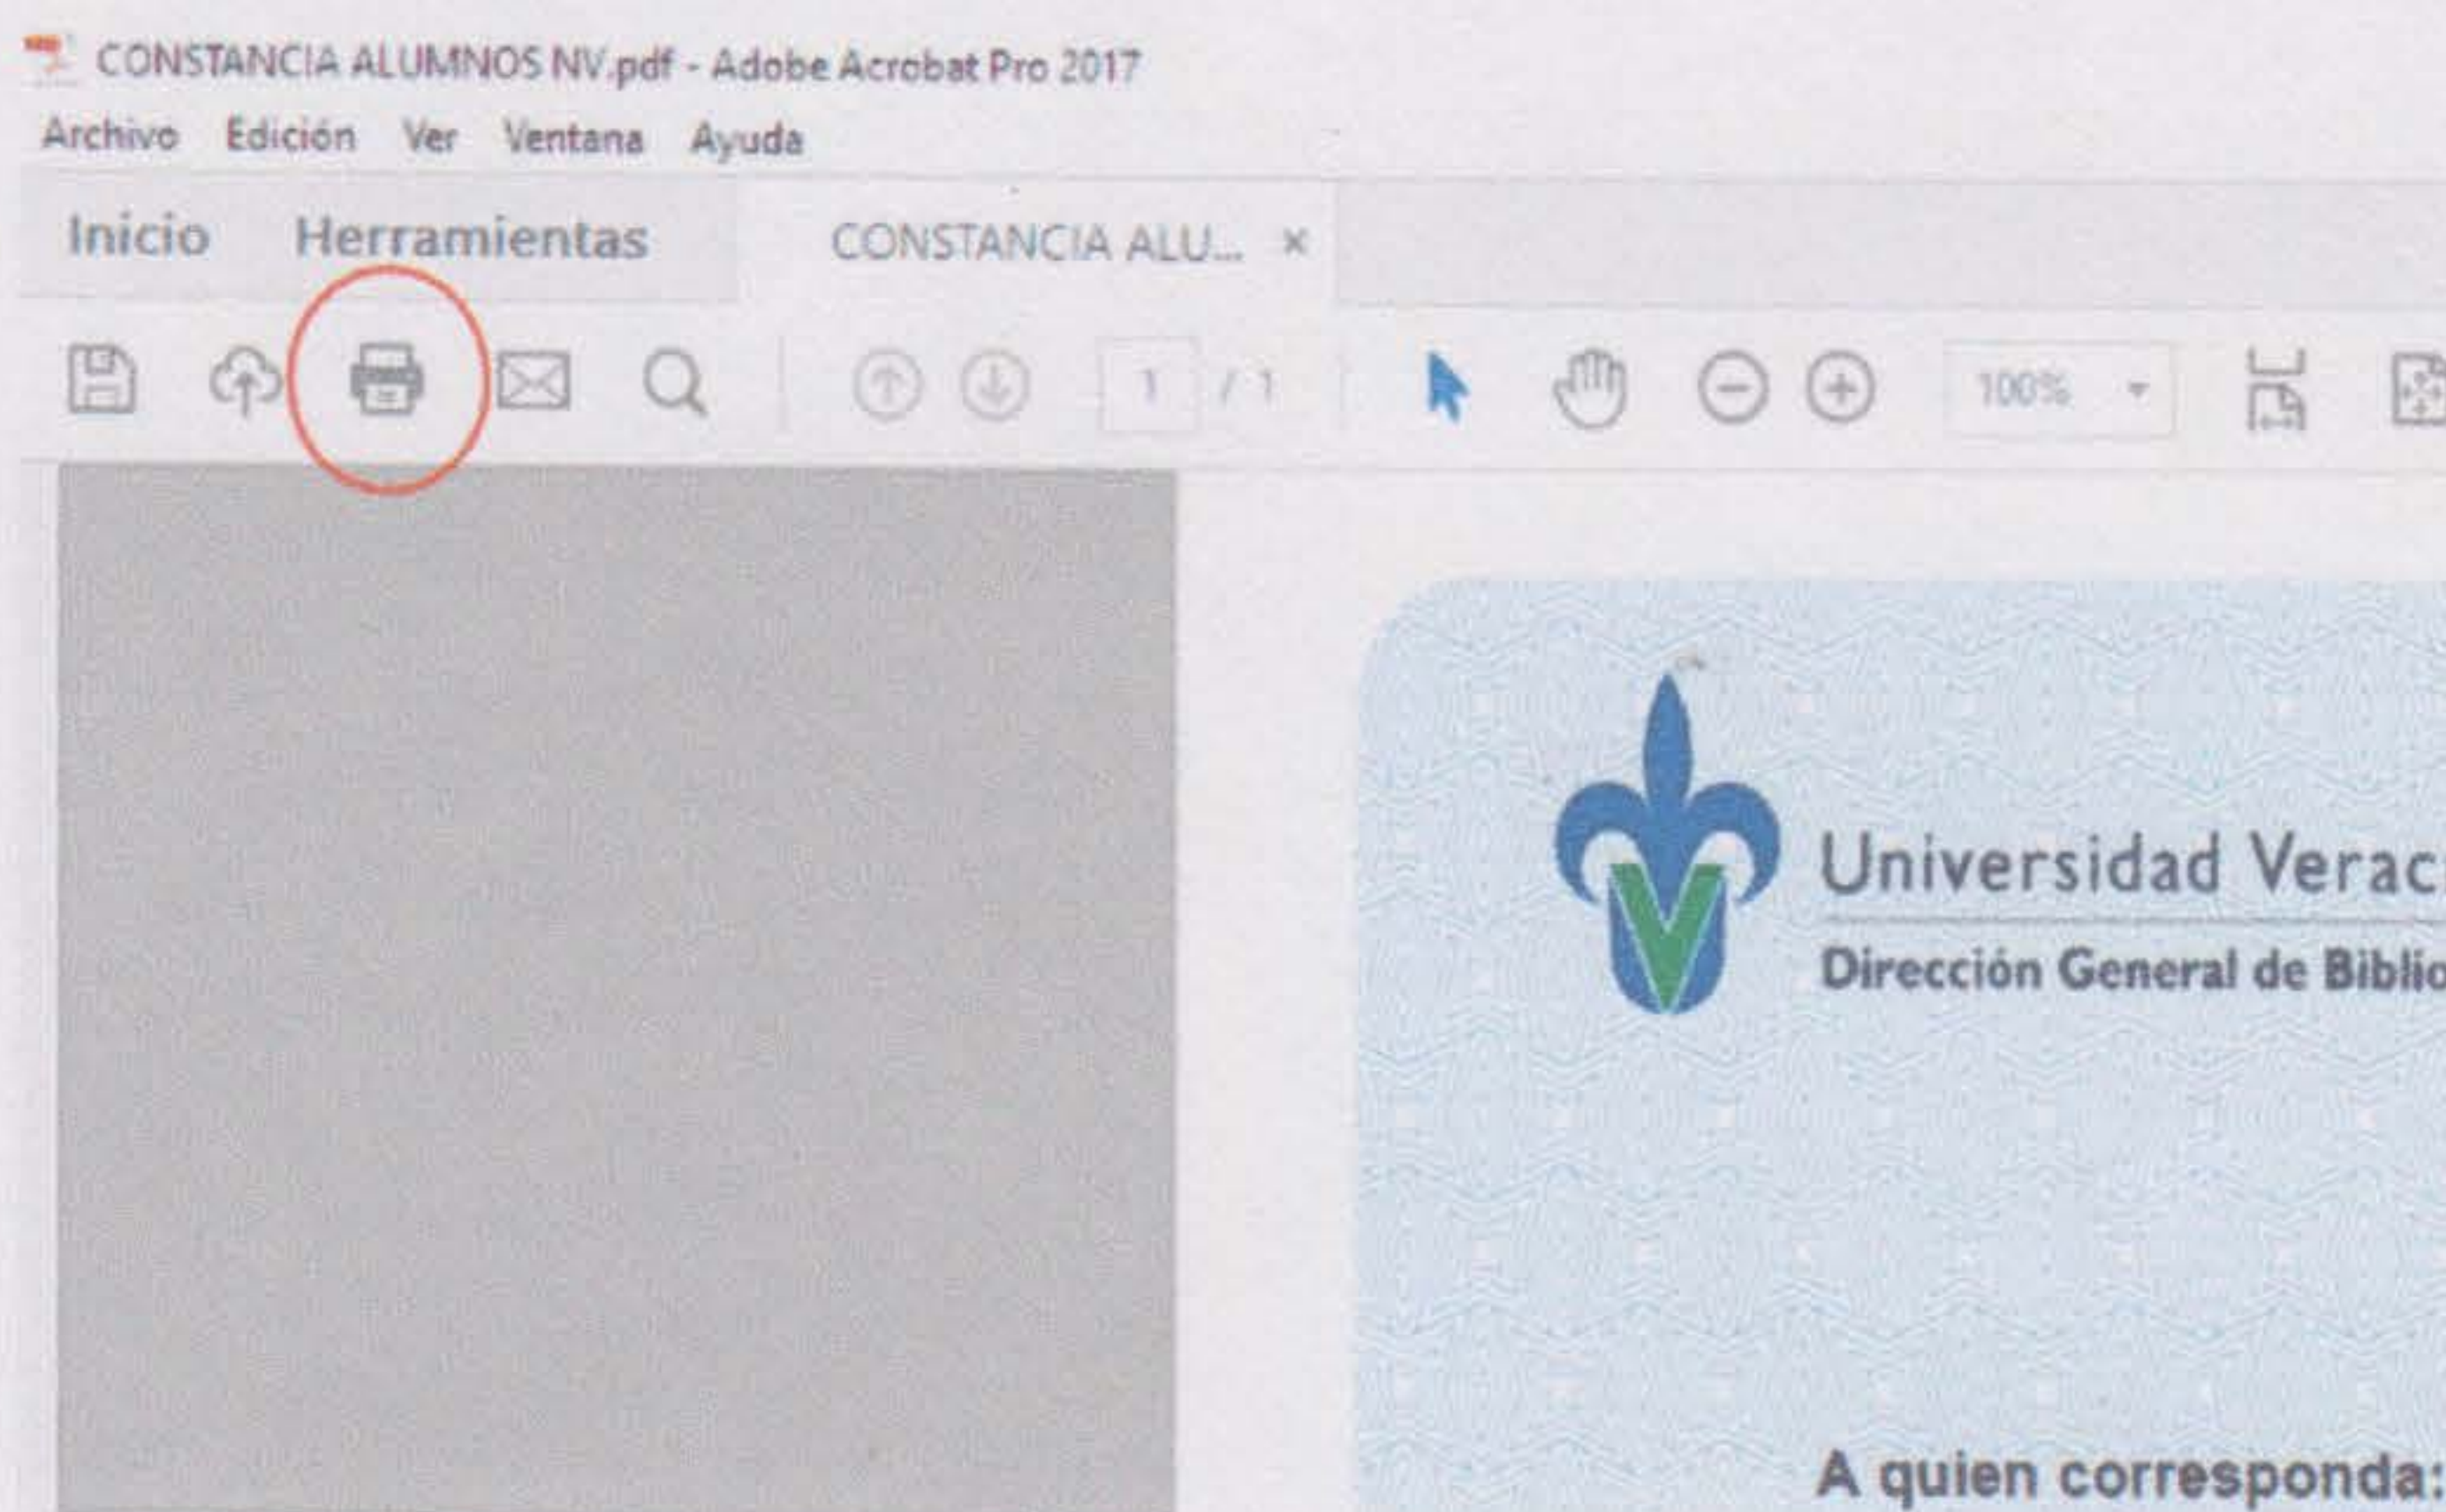 CONSTANCIA ALUMNOS NV.pdf - Adobe Acrobat Pro 2017
Archivo Edición Ver Ventana Ayuda
Inicio Herramientas CONSTANCIA ALU... ×
1 / 1 100%
Universidad Verac
Dirección General de Biblio
A quien corresponda: